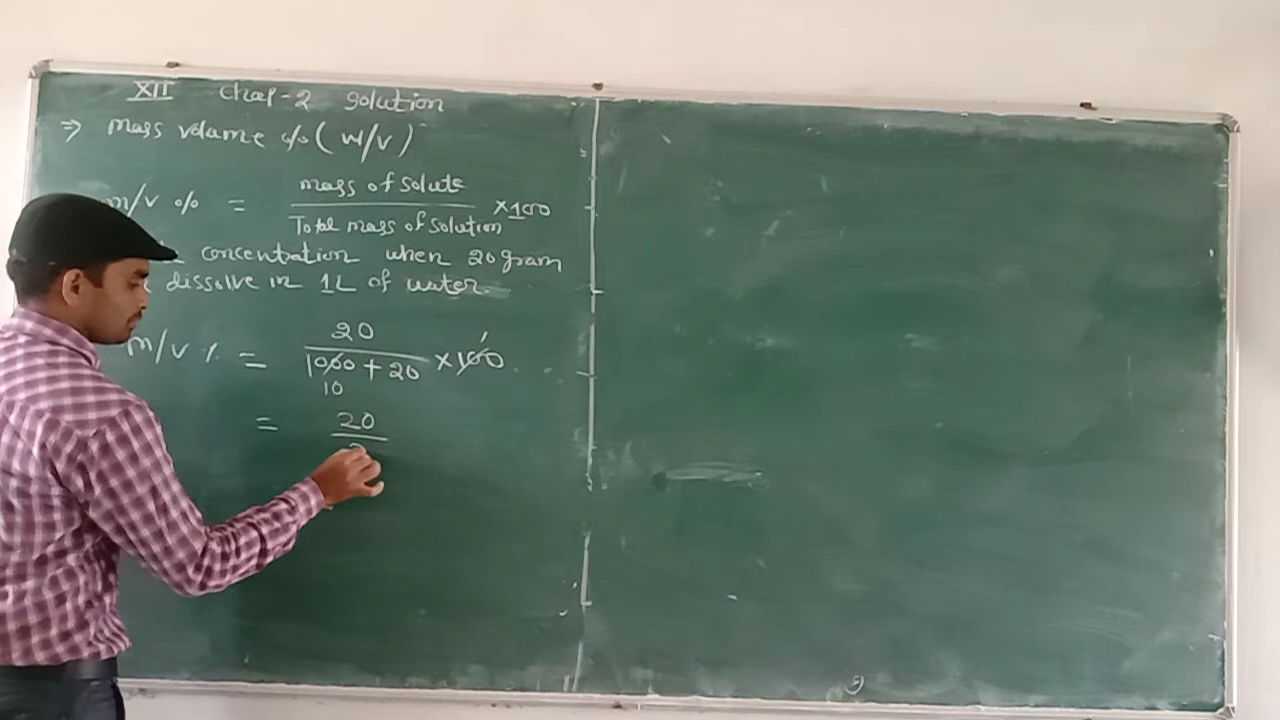 XII Chap-2 Solution
⇒ Mass volume % (W/V)
m/v % = mass of solute / Total mass of solution ×100
concentration when 20 gram
dissolve in 1L of water.
m/v % = 20 / 1000 + 20 × 100
10 1
= 20